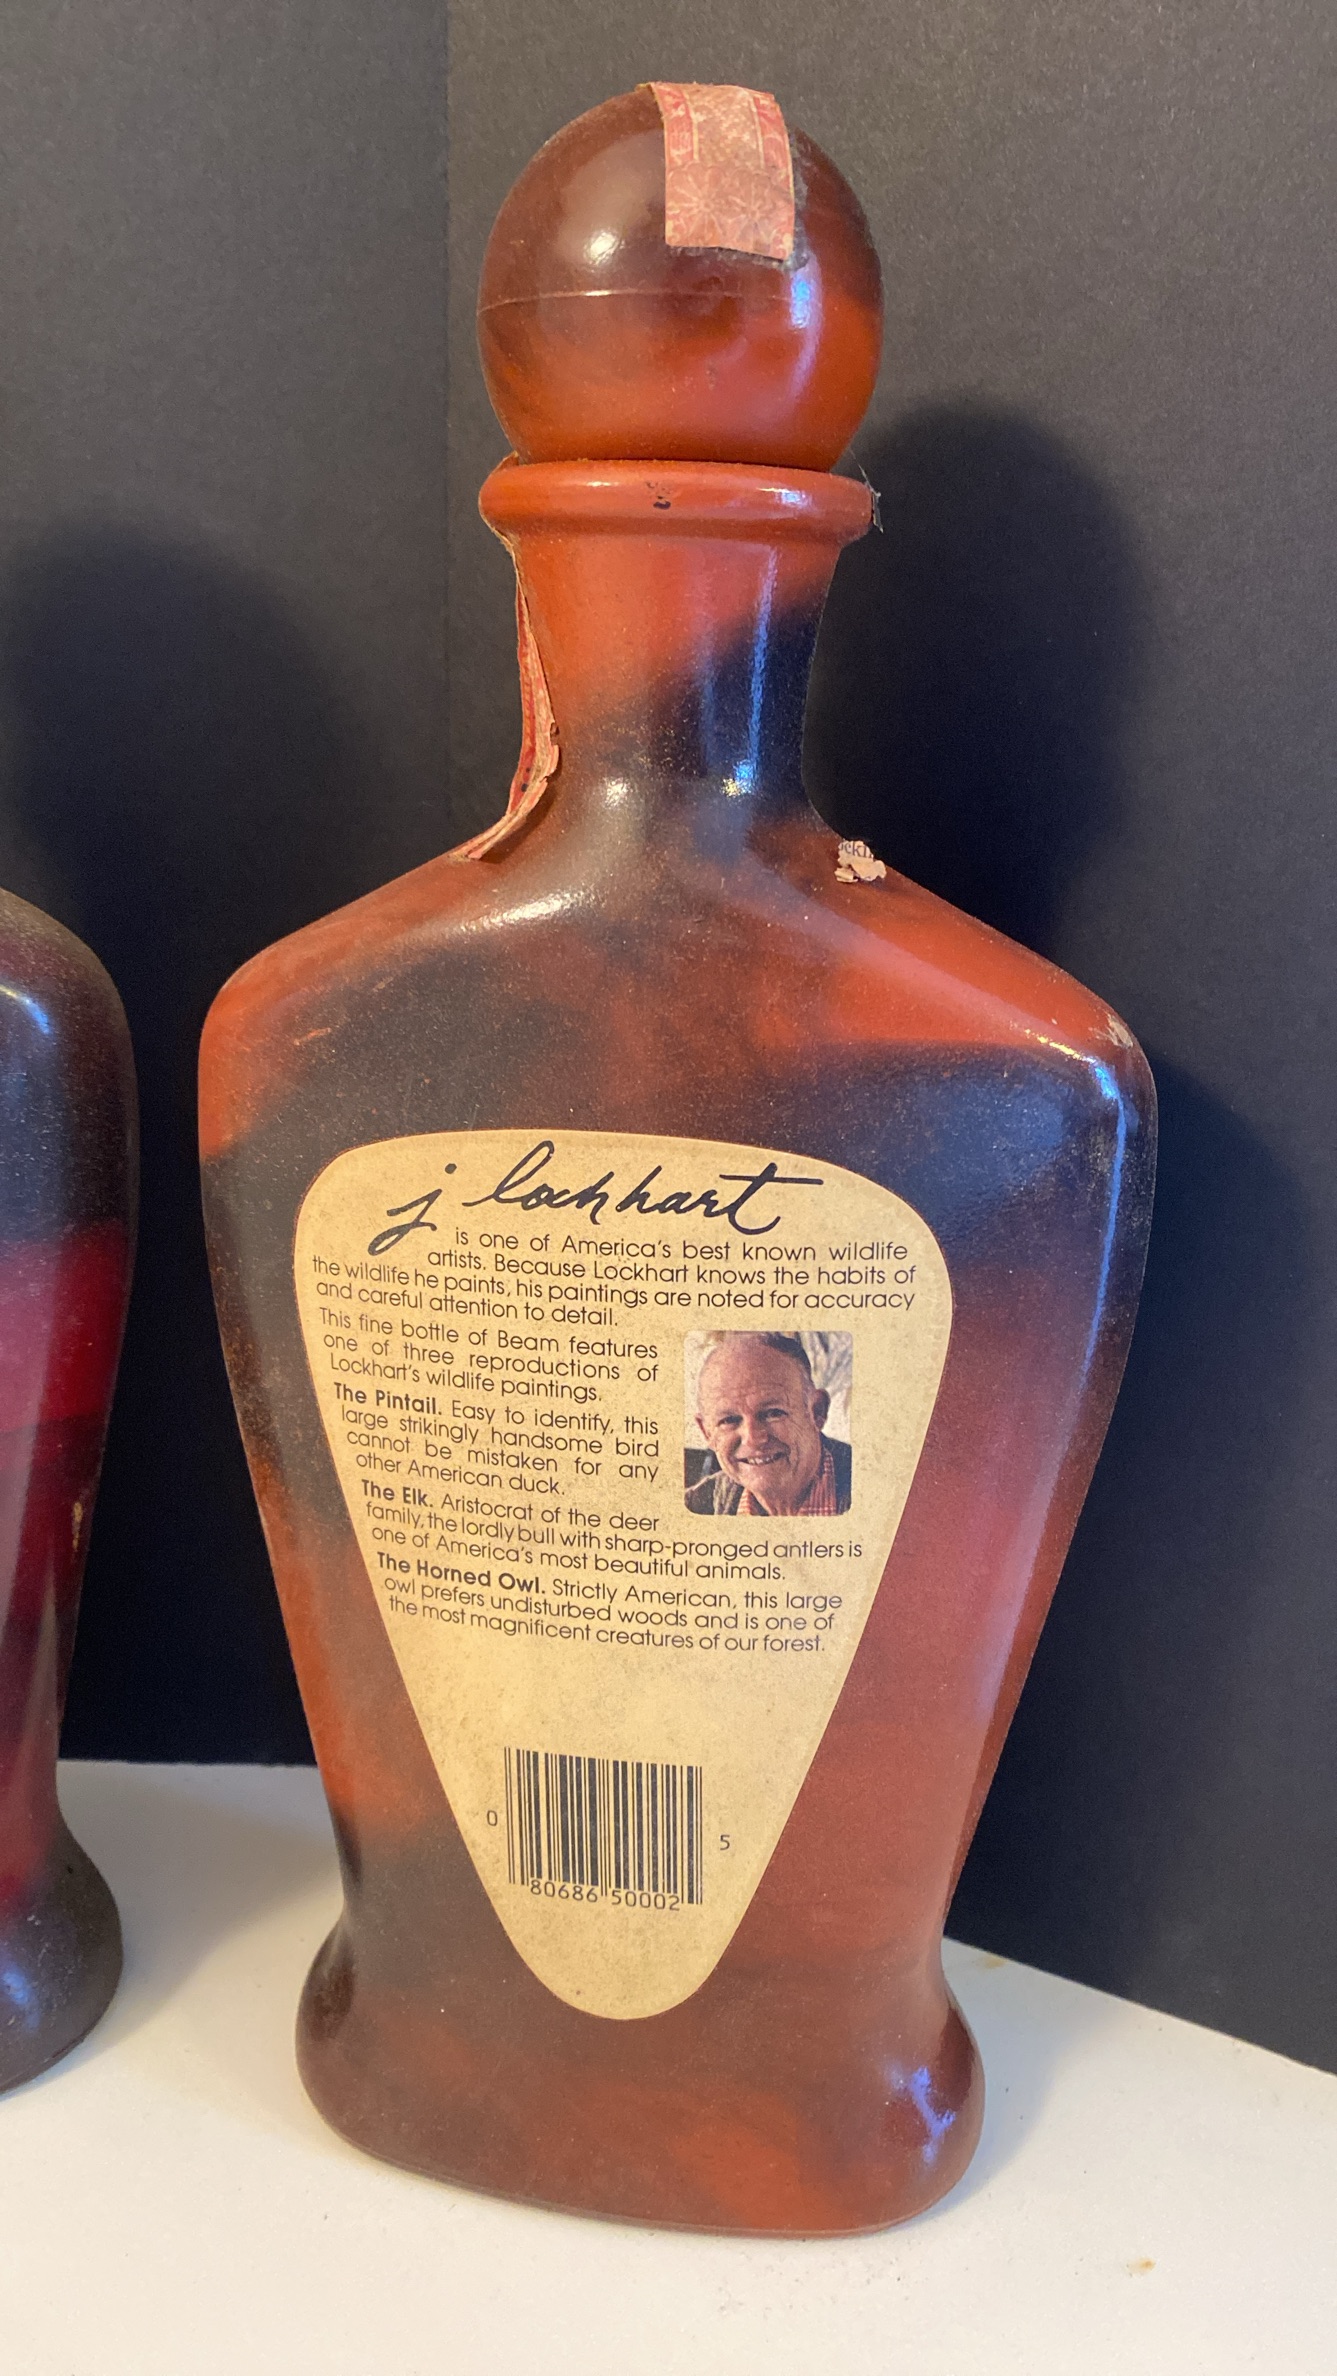 j lockhart
is one of America's best known wildlife
artists. Because Lockhart knows the habits of
the wildlife he paints, his paintings are noted for accuracy
and careful attention to detail.
This fine bottle of Beam features
one of three reproductions of
Lockhart's wildlife paintings.
The Pintail. Easy to identify, this
large strikingly handsome bird
cannot be mistaken for any
other American duck.
The Elk. Aristocrat of the deer
family, the lordly bull with sharp-pronged antlers is
one of America's most beautiful animals.
The Horned Owl. Strictly American, this large
owl prefers undisturbed woods and is one of
the most magnificent creatures of our forest.
0 80686 50002 5